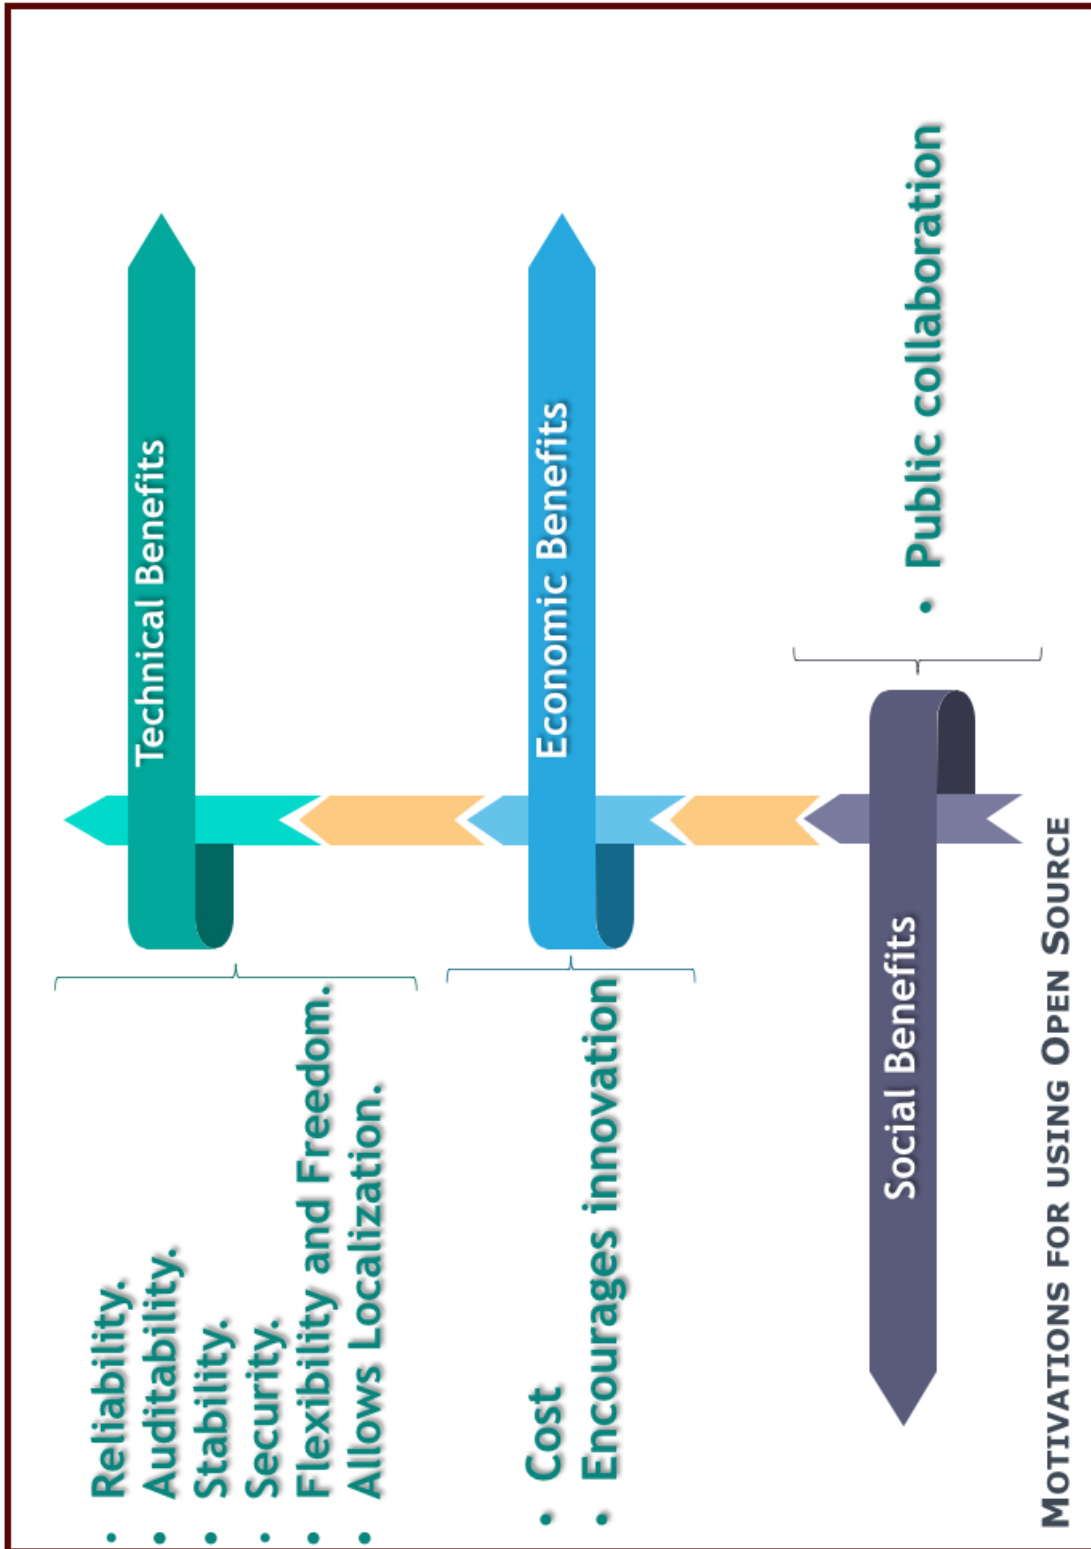 • Reliability.
• Auditability.
• Stability.
• Security.
• Flexibility and Freedom.
• Allows Localization.
Technical Benefits
• Cost
• Encourages innovation
Economic Benefits
Social Benefits
• Public collaboration
MOTIVATIONS FOR USING OPEN SOURCE